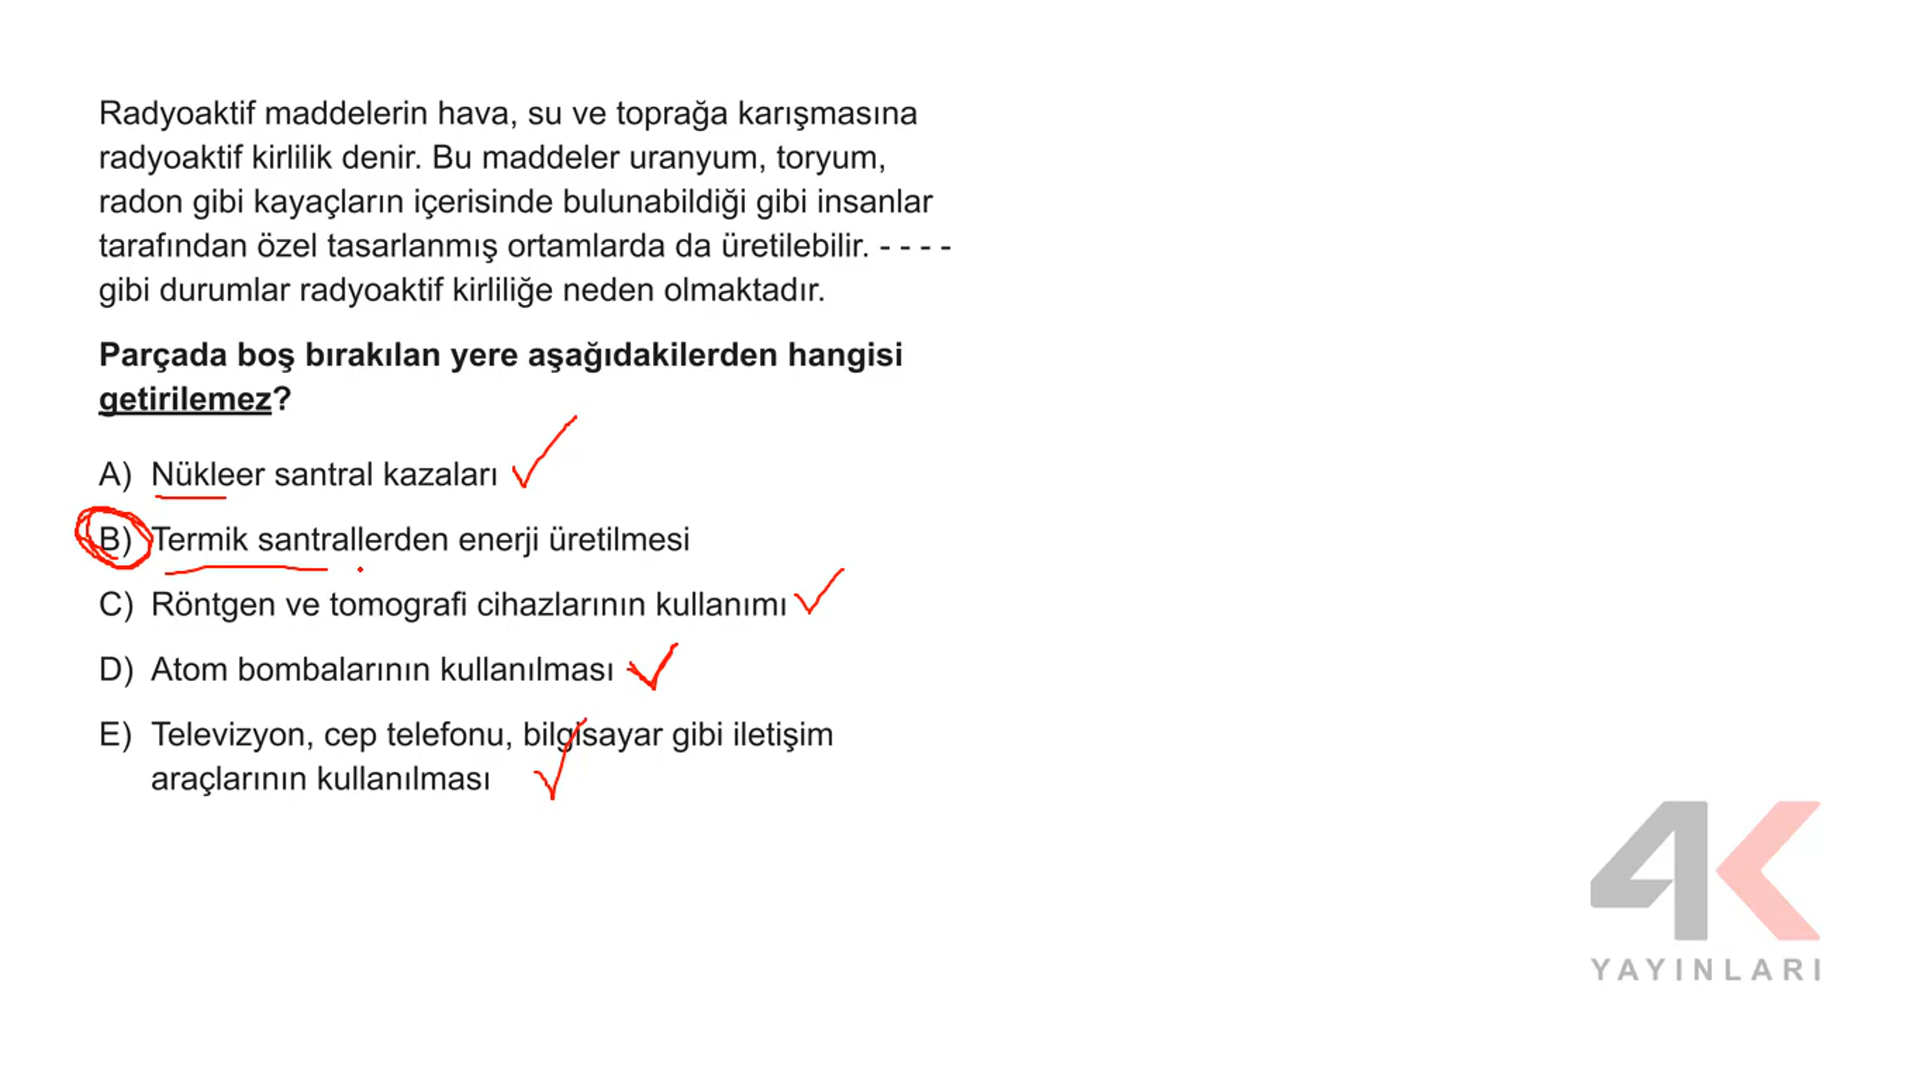 Radyoaktif maddelerin hava, su ve toprağa karışmasına
radyoaktif kirlilik denir. Bu maddeler uranyum, toryum,
radon gibi kayaçların içerisinde bulunabildiği gibi insanlar
tarafından özel tasarlanmış ortamlarda da üretilebilir. - - - -
gibi durumlar radyoaktif kirliliğe neden olmaktadır.
Parçada boş bırakılan yere aşağıdakilerden hangisi
getirilemez?
A) Nükleer santral kazaları
B) Termik santrallerden enerji üretilmesi
C) Röntgen ve tomografi cihazlarının kullanımı
D) Atom bombalarının kullanılması
E) Televizyon, cep telefonu, bilgisayar gibi iletişim
araçlarının kullanılması
4K
YAYINLARI